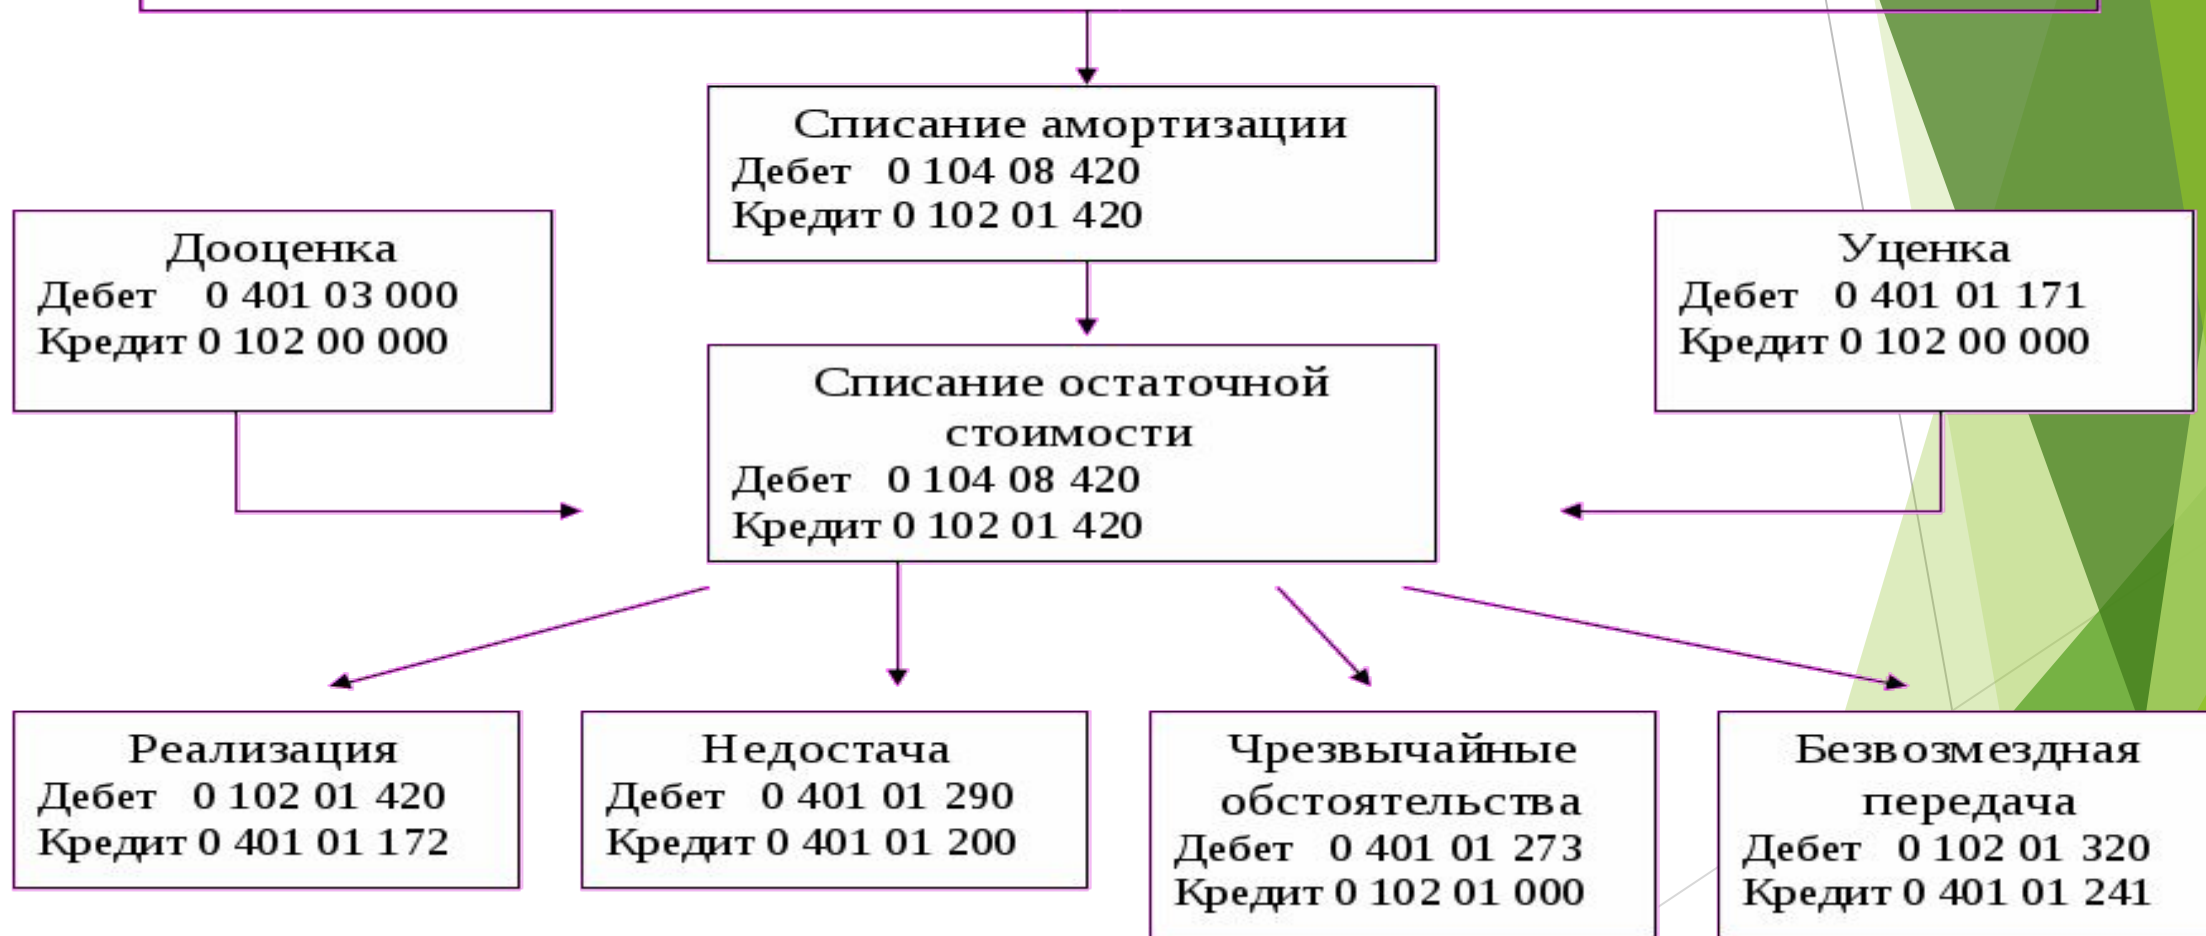 Списание амортизации
Дебет 0 104 08 420
Кредит 0 102 01 420
Дооценка
Дебет 0 401 03 000
Кредит 0 102 00 000
Уценка
Дебет 0 401 01 171
Кредит 0 102 00 000
Списание остаточной
стоимости
Дебет 0 104 08 420
Кредит 0 102 01 420
Реализация
Дебет 0 102 01 420
Кредит 0 401 01 172
Недостача
Дебет 0 401 01 290
Кредит 0 401 01 200
Чрезвычайные
обстоятельства
Дебет 0 401 01 273
Кредит 0 102 01 000
Безвозмездная
передача
Дебет 0 102 01 320
Кредит 0 401 01 241